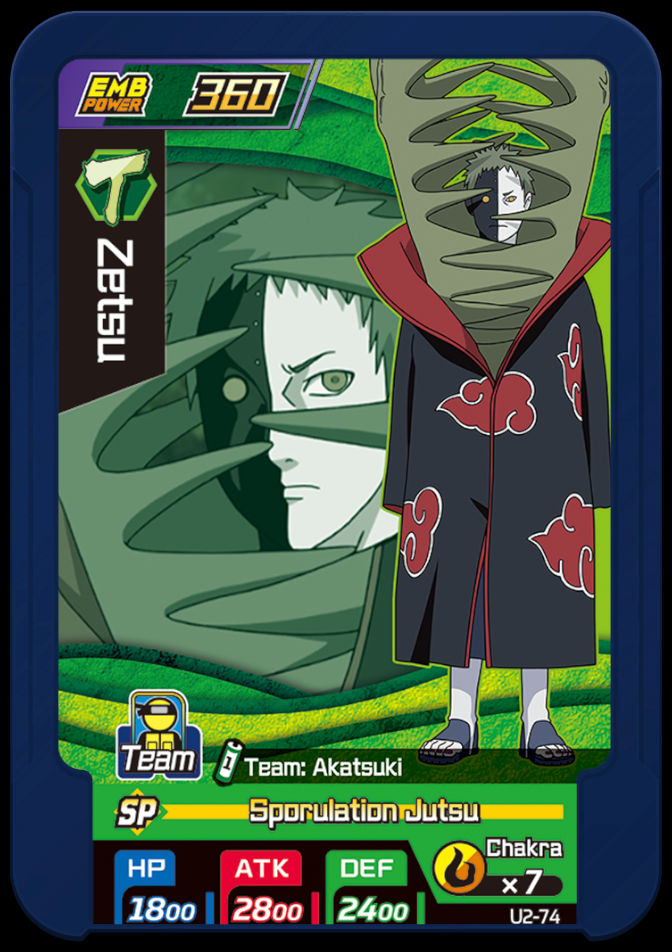 EMB
POWER
360
T
Zetsu
Team
1 Team: Akatsuki
SP Sporulation Jutsu
HP ATK DEF Chakra
1800 2800 2400 ×7
U2-74